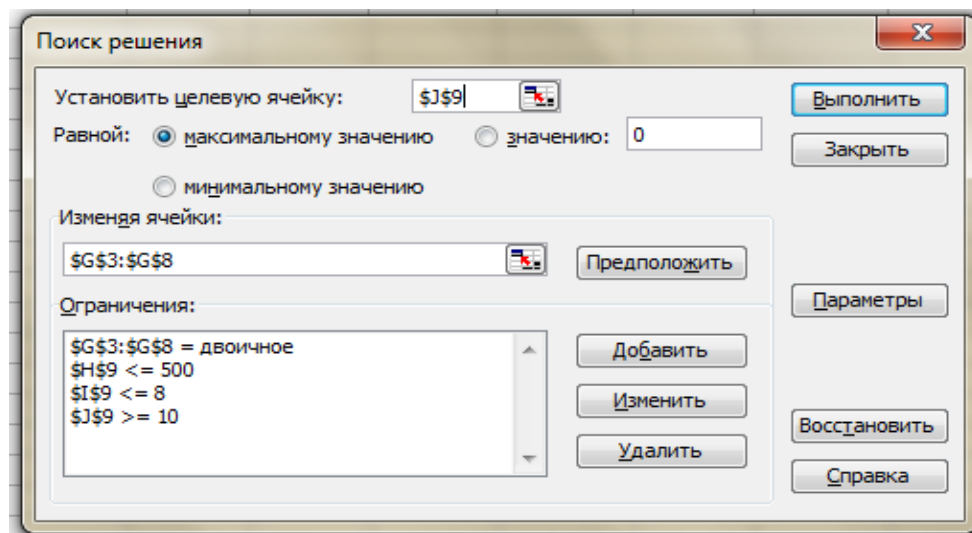 Поиск решения
Установить целевую ячейку: $J$9 Выполнить
Равной: максимальному значению значению: 0 Закрыть
минимальному значению
Изменяя ячейки:
$G$3:$G$8 Предположить
Ограничения: Параметры
$G$3:$G$8 = двоичное Добавить
$H$9 <= 500
$I$9 <= 8 Изменить
$J$9 >= 10 Восстановить
Удалить
Справка